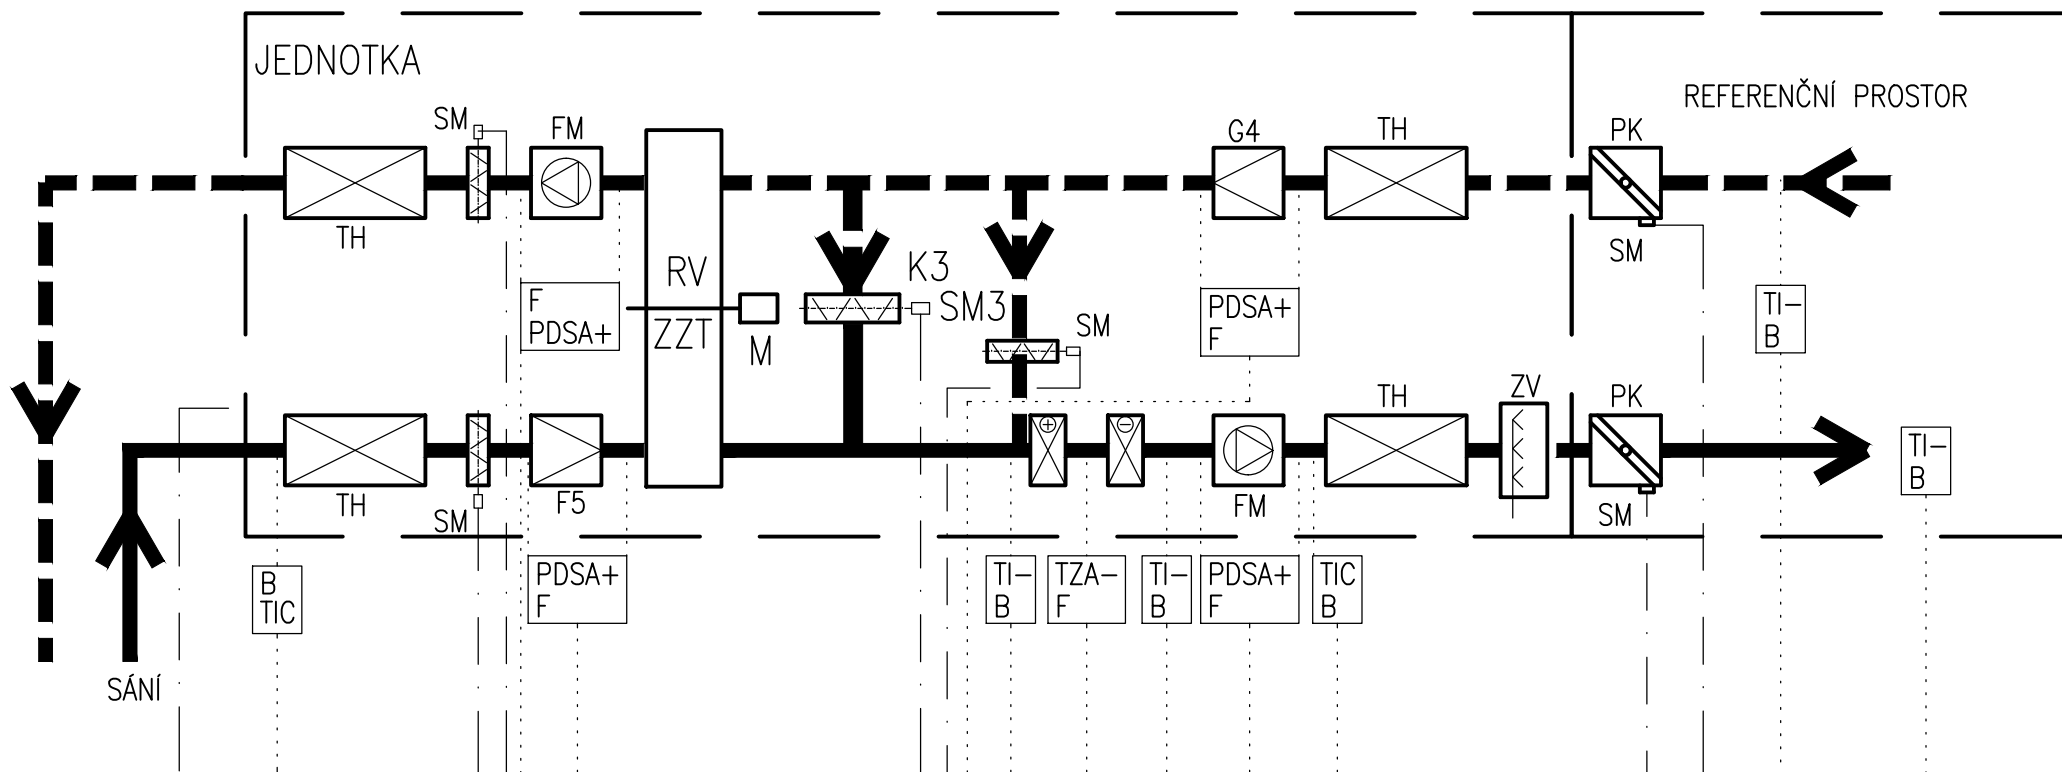 JEDNOTKA
REFERENČNÍ PROSTOR
SM
FM
G4
TH
PK
TH
SM
F
PDSA+
RV
ZZT
M
K3
SM3
SM
PDSA+
F
TI-
B
TH
SM
F5
FM
TH
ZV
PK
SM
TI-
B
B
TIC
PDSA+
F
TI-
B
TZA-
F
TI-
B
PDSA+
F
TIC
B
SÁNÍ